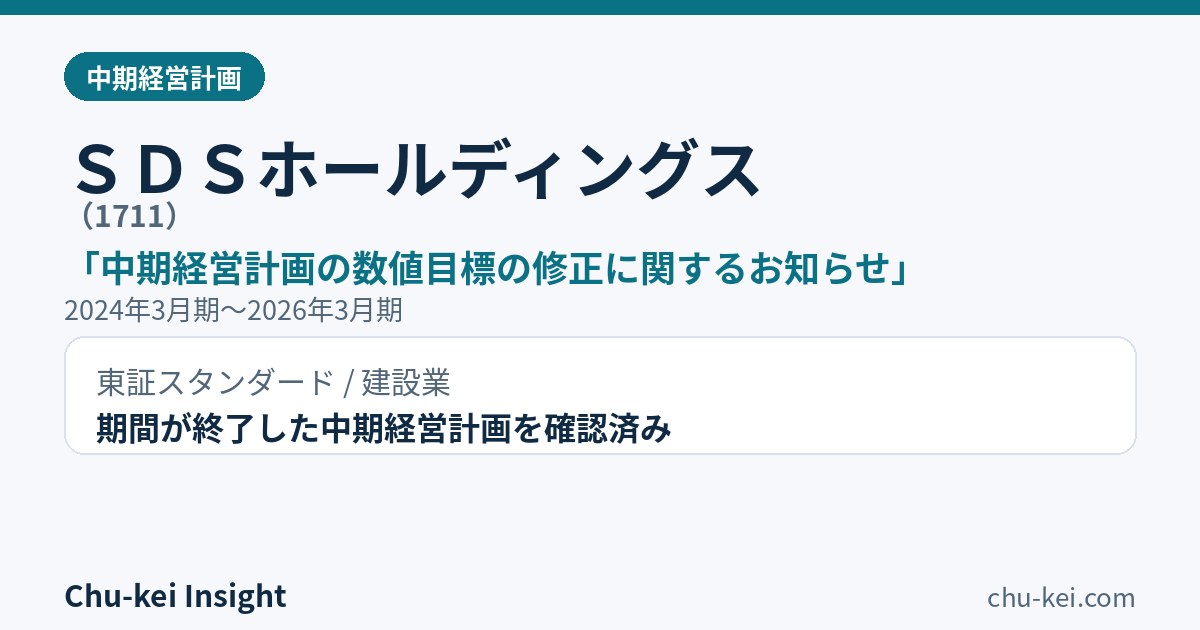 中期経営計画
ＳＤＳホールディングス
（1711）
「中期経営計画の数値目標の修正に関するお知らせ」
2024年3月期～2026年3月期
東証スタンダード / 建設業
期間が終了した中期経営計画を確認済み
Chu-kei Insight
chu-kei.com